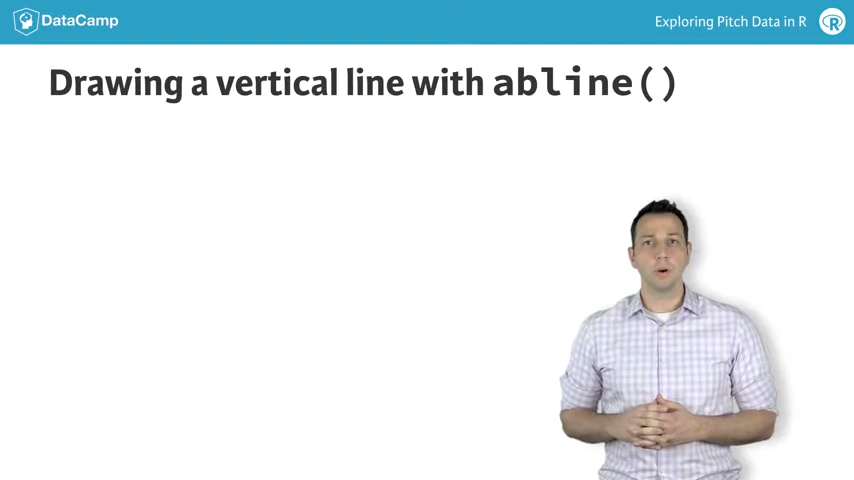 DataCamp
Exploring Pitch Data in R
R
Drawing a vertical line with abline()